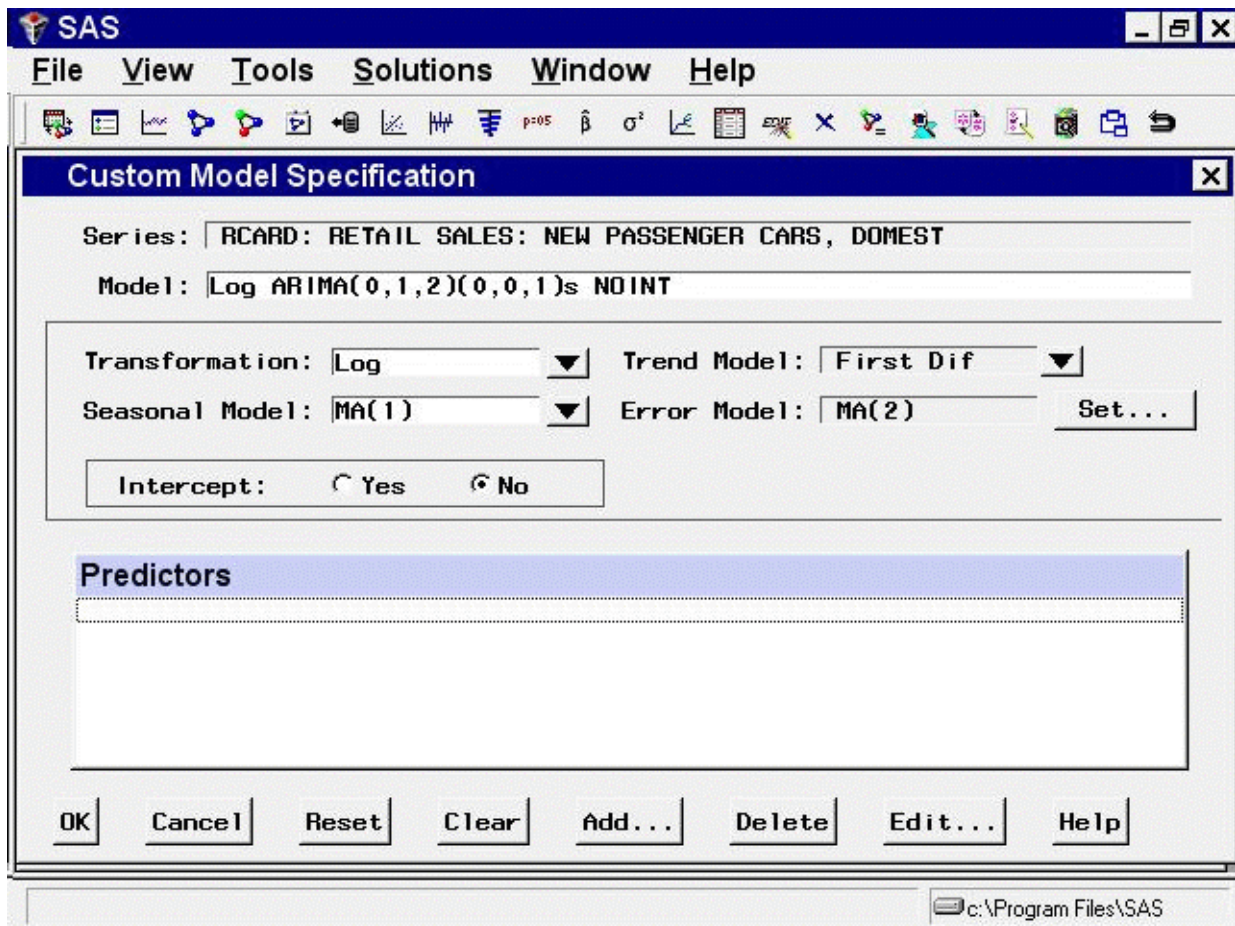 SAS
File View Tools Solutions Window Help
p=05 β̂ σ²
Custom Model Specification
Series: RCARD: RETAIL SALES: NEW PASSENGER CARS, DOMEST
Model: Log ARIMA(0,1,2)(0,0,1)s NOINT
Transformation: Log Trend Model: First Dif
Seasonal Model: MA(1) Error Model: MA(2) Set...
Intercept: Yes No
Predictors
OK Cancel Reset Clear Add... Delete Edit... Help
c:\Program Files\SAS